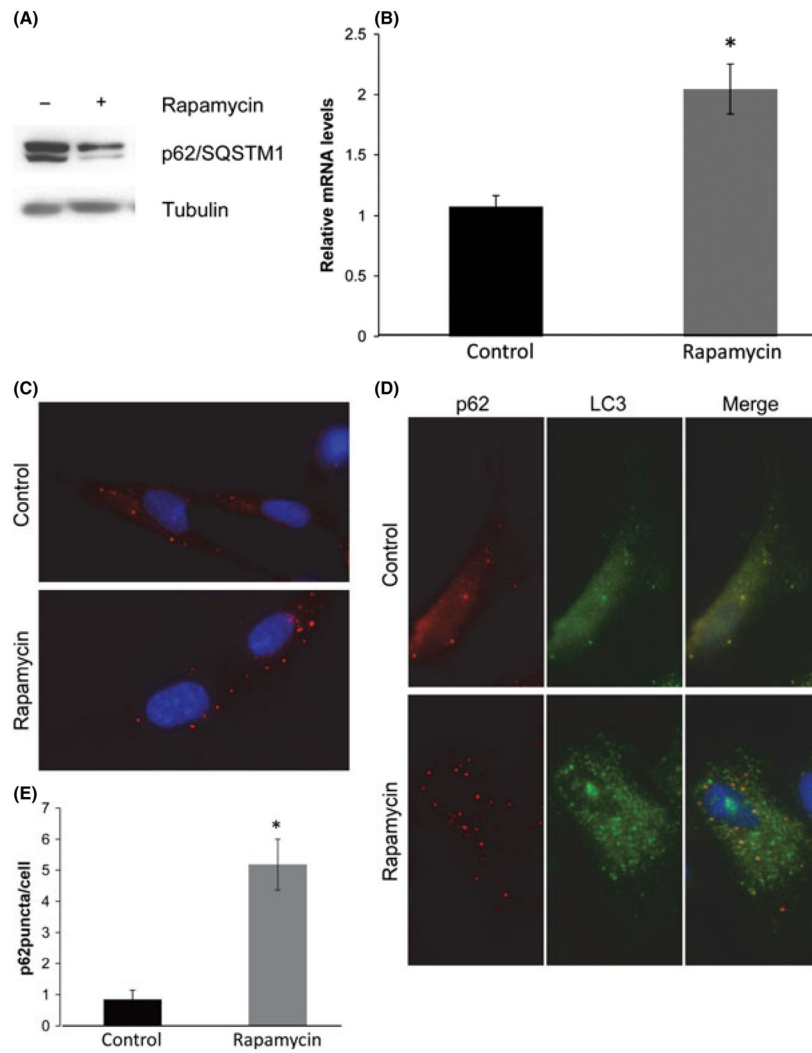 (A)
– +
Rapamycin
p62/SQSTM1
Tubulin
(B)
Relative mRNA levels
2.5
2
1.5
1
0.5
0
*
Control
Rapamycin
(C)
Control
Rapamycin
(D)
p62 LC3 Merge
Control
Rapamycin
(E)
p62puncta/cell
7
6
5
4
3
2
1
0
*
Control
Rapamycin